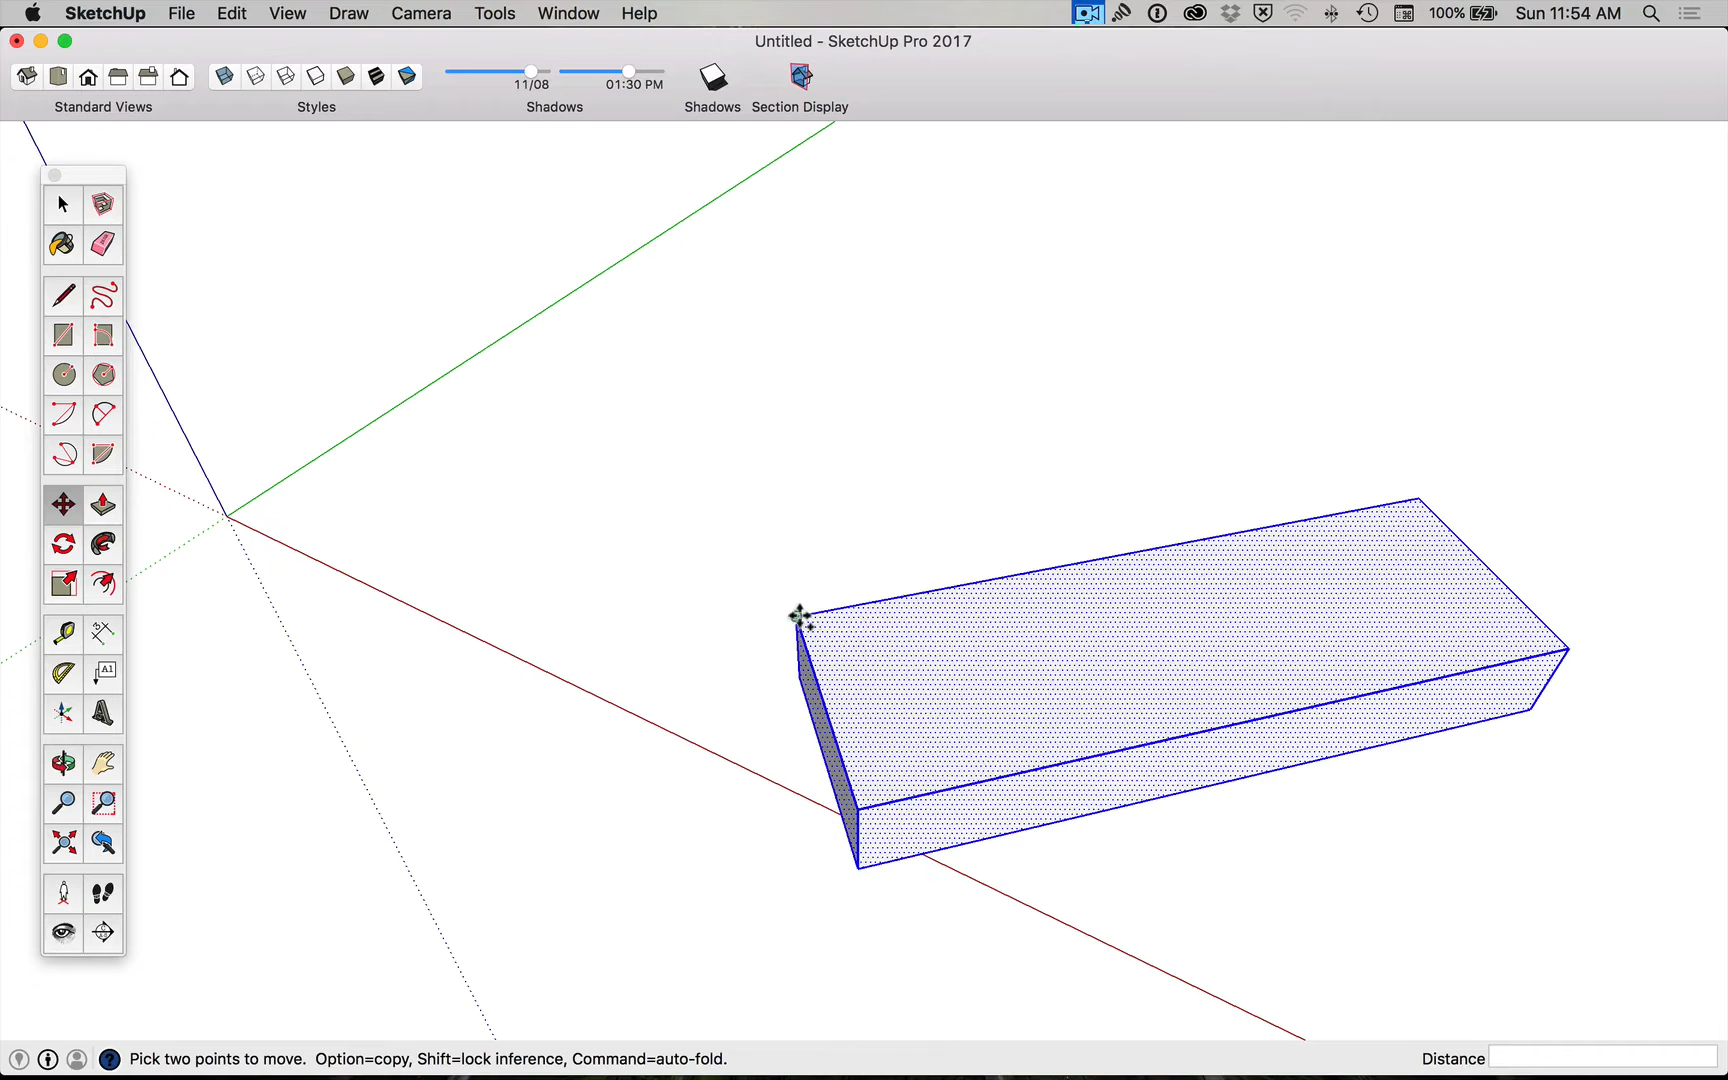 SketchUp File Edit View Draw Camera Tools Window Help 100% Sun 11:54 AM
Untitled - SketchUp Pro 2017
11/08 01:30 PM
Standard Views Styles Shadows Shadows Section Display
A1
Pick two points to move. Option=copy, Shift=lock inference, Command=auto-fold. Distance